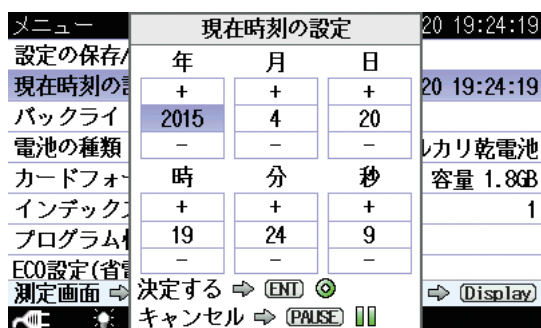 メニュー 現在時刻の設定 20 19:24:19
設定の保存/ 年 月 日
現在時刻の + + + 20 19:24:19
バックライ 2015 4 20
電池の種類 － － － カリ乾電池
カードフォー 時 分 秒 容量 1.8GB
インデック + + + 1
プログラム 19 24 9
ECO設定(省 － － －
測定画面 ⇨ 決定する ⇨ ENT ◎ ⇨ Display
キャンセル ⇨ PAUSE